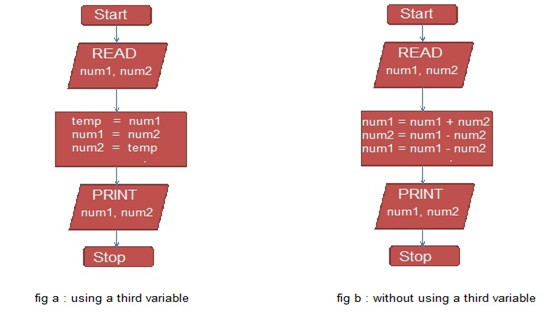 Start
READ
num1, num2
temp = num1
num1 = num2
num2 = temp
.
PRINT
num1, num2
Stop
fig a : using a third variable
Start
READ
num1, num2
num1 = num1 + num2
num2 = num1 - num2
num1 = num1 - num2
.
PRINT
num1, num2
Stop
fig b : without using a third variable